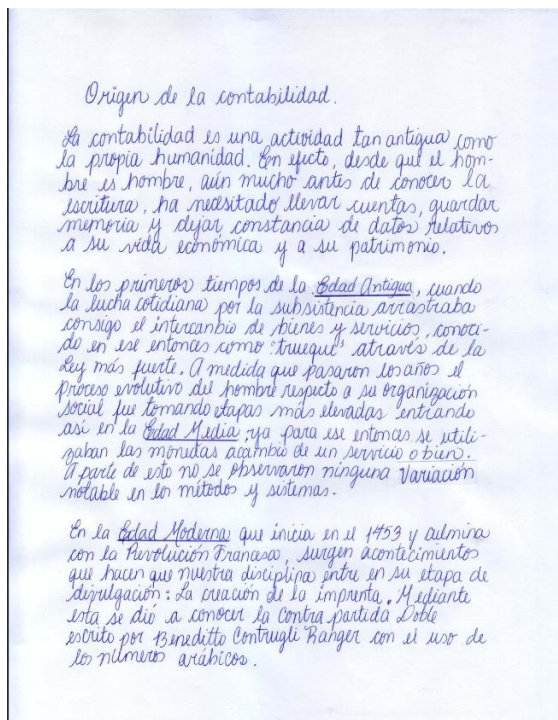 Origen de la contabilidad.
La contabilidad es una actividad tan antigua como
la propia humanidad. En efecto, desde que el hom-
bre es hombre, aún mucho antes de conocer la
escritura, ha necesitado llevar cuentas, guardar
memoria y dejar constancia de datos relativos
a su vida económica y a su patrimonio.
En los primeros tiempos de la Edad Antigua, cuando
la lucha cotidiana por la subsistencia arrastraba
consigo el intercanbio de bienes y servicios, conoci-
do en ese entonces como "trueque" através de la
Ley más fuerte. A medida que pasaron los años el
proceso evolutivo del hombre respecto a su organización
social fue tomando etapas mas elevadas entrando
así en la Edad Media, ya para ese entonces se utili-
zaban las monedas acambio de un servicio o bien.
A parte de esto no se observaron ninguna Variación
notable en los métodos y sistemas.
En la Edad Moderna que inicia en el 1453 y culmina
con la Revolución Francesa, surgen acontecimientos
que hacen que nuestra disciplina entre en su etapa de
divulgación: La creación de la imprenta. Mediante
esta se dió a conocer la Contra partida Doble
escrito por Beneditto Contrugli Ranger con el uso de
los números arábicos.